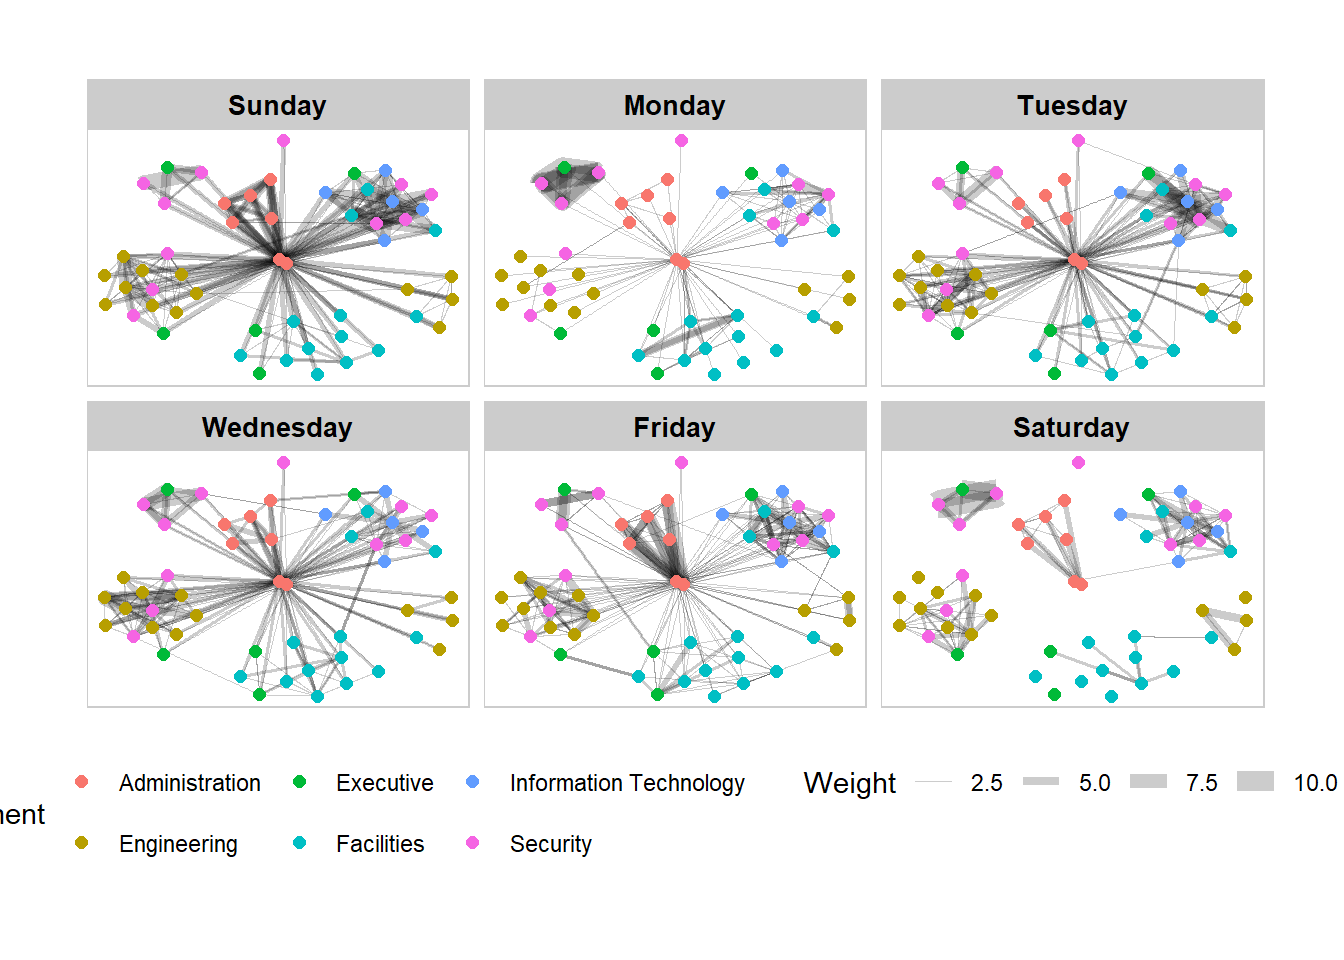 Sunday Monday Tuesday
Wednesday Friday Saturday
Administration Executive Information Technology Weight 2.5 5.0 7.5 10.0
Engineering Facilities Security